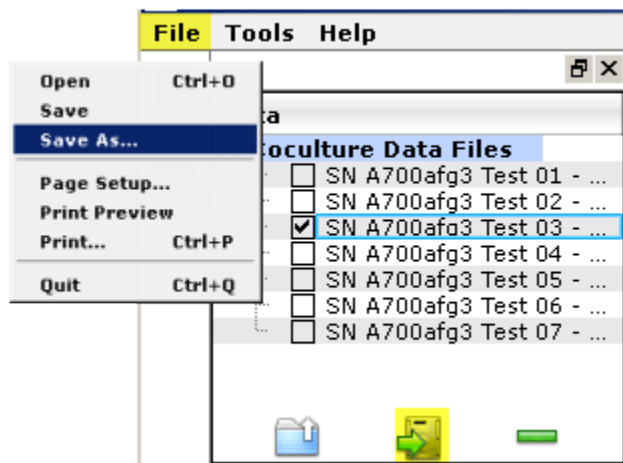 File Tools Help
Open Ctrl+O
Save
Save As...
Page Setup...
Print Preview
Print... Ctrl+P
Quit Ctrl+Q
ta
oculture Data Files
SN A700afg3 Test 01 - ...
SN A700afg3 Test 02 - ...
SN A700afg3 Test 03 - ...
SN A700afg3 Test 04 - ...
SN A700afg3 Test 05 - ...
SN A700afg3 Test 06 - ...
SN A700afg3 Test 07 - ...